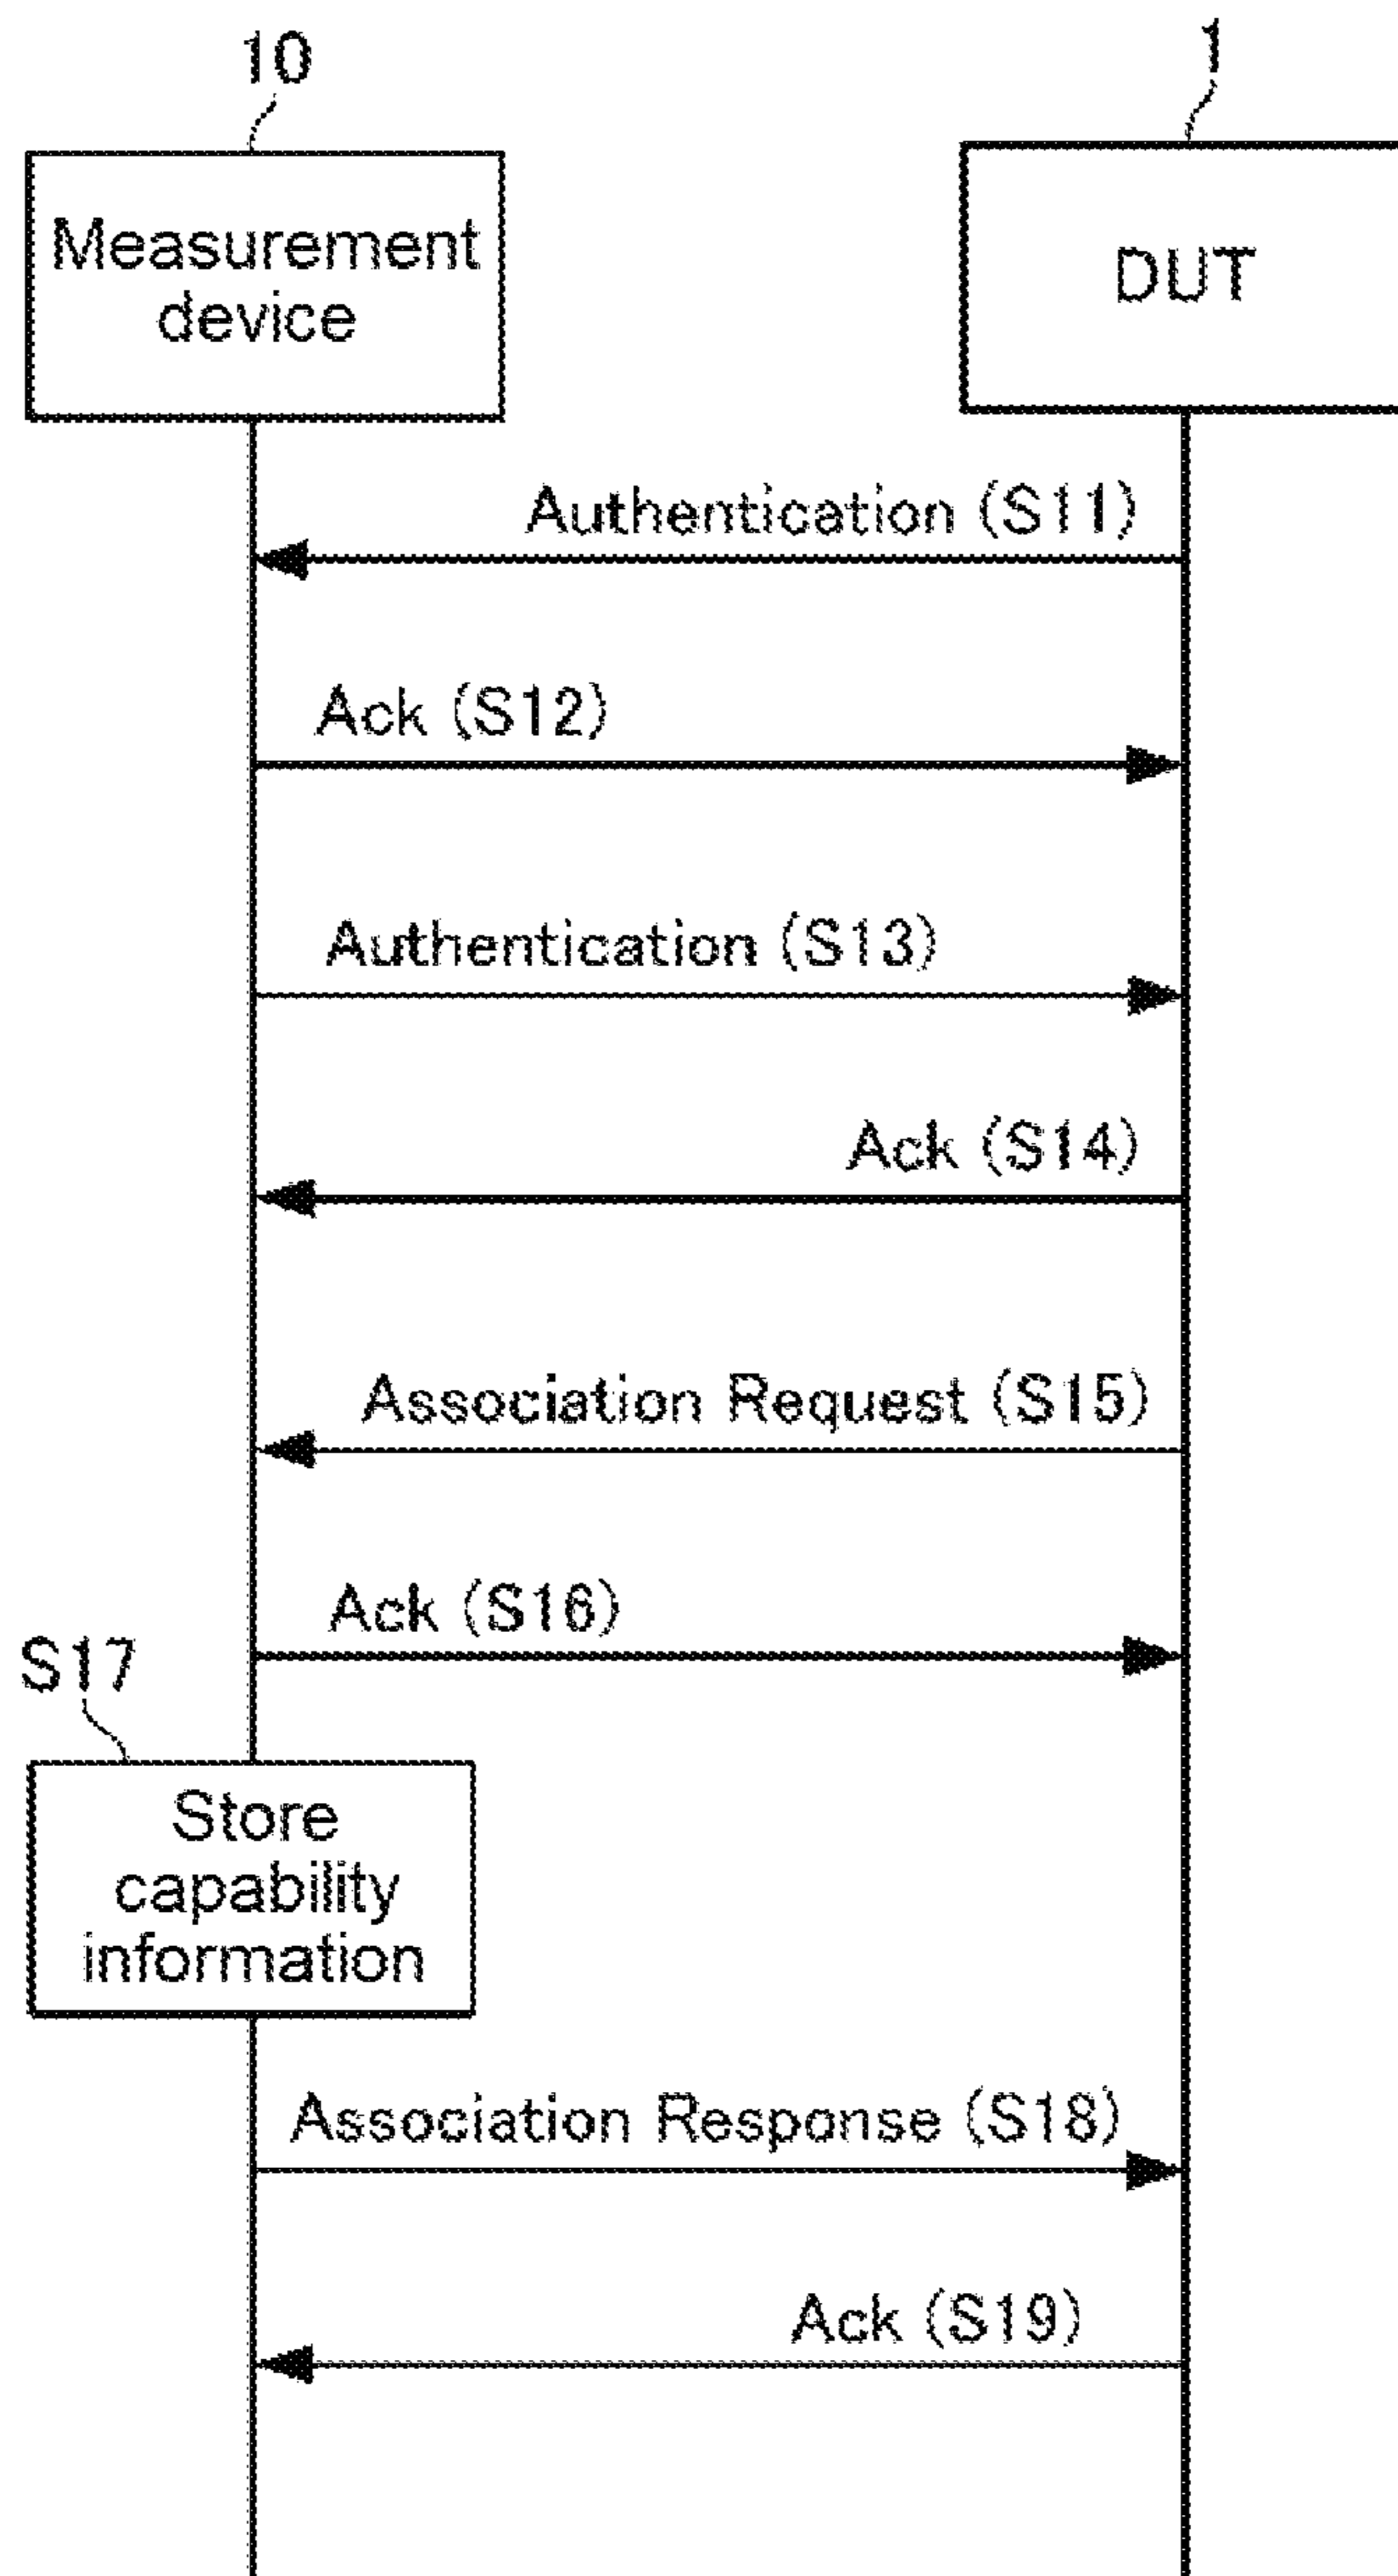 10
1
Measurement
device
DUT
Authentication (S11)
Ack (S12)
Authentication (S13)
Ack (S14)
Association Request (S15)
Ack (S16)
S17
Store
capability
information
Association Response (S18)
Ack (S19)